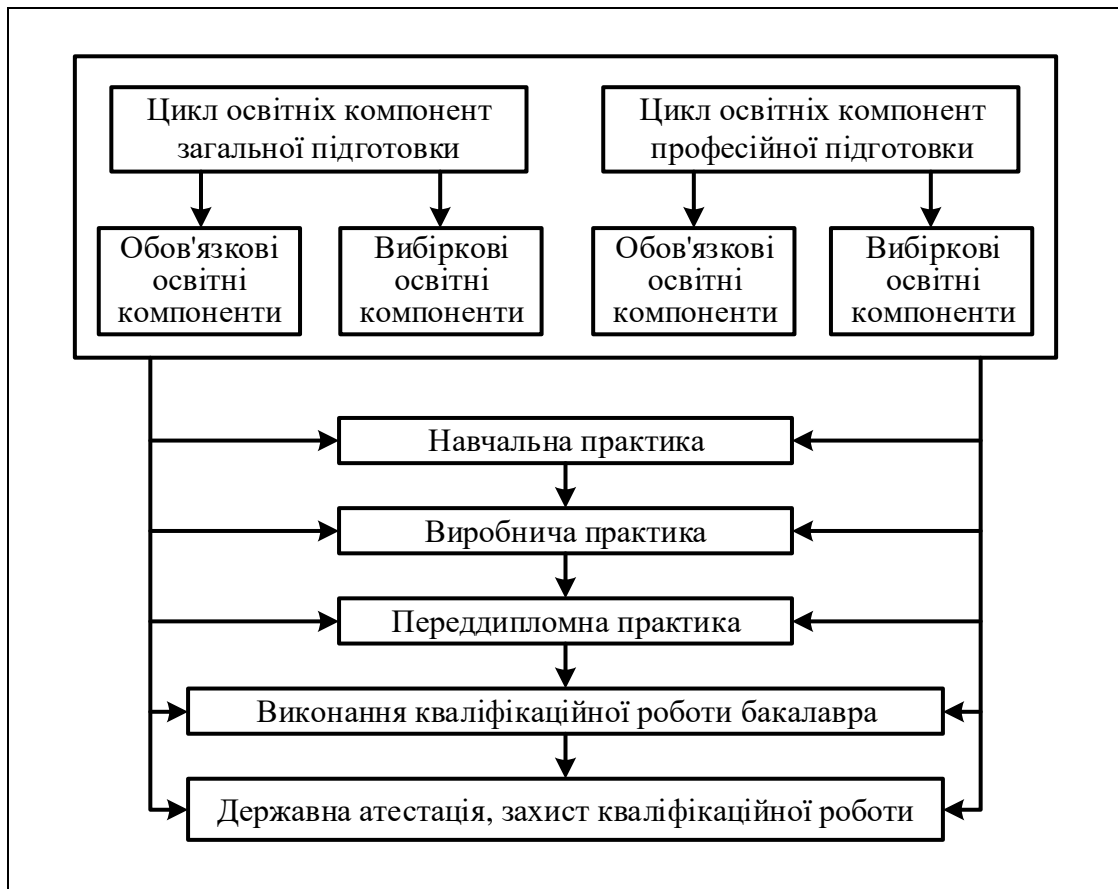 Цикл освітніх компонент
загальної підготовки
Цикл освітніх компонент
професійної підготовки
Обов'язкові
освітні
компоненти
Вибіркові
освітні
компоненти
Обов'язкові
освітні
компоненти
Вибіркові
освітні
компоненти
Навчальна практика
Виробнича практика
Переддипломна практика
Виконання кваліфікаційної роботи бакалавра
Державна атестація, захист кваліфікаційної роботи